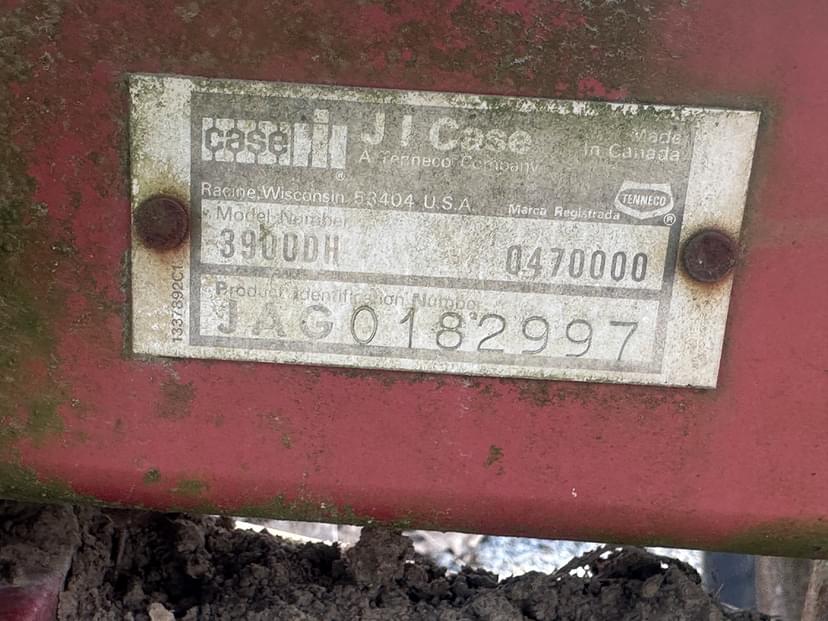 case IH
®
J I Case
A Tenneco Company
Made
In Canada
Racine, Wisconsin 53404 U.S.A.
Marca Registrada
TENNECO
®
Model Number
3900DH 0470000
Product Identification Number
JAG0182997
1337892C1